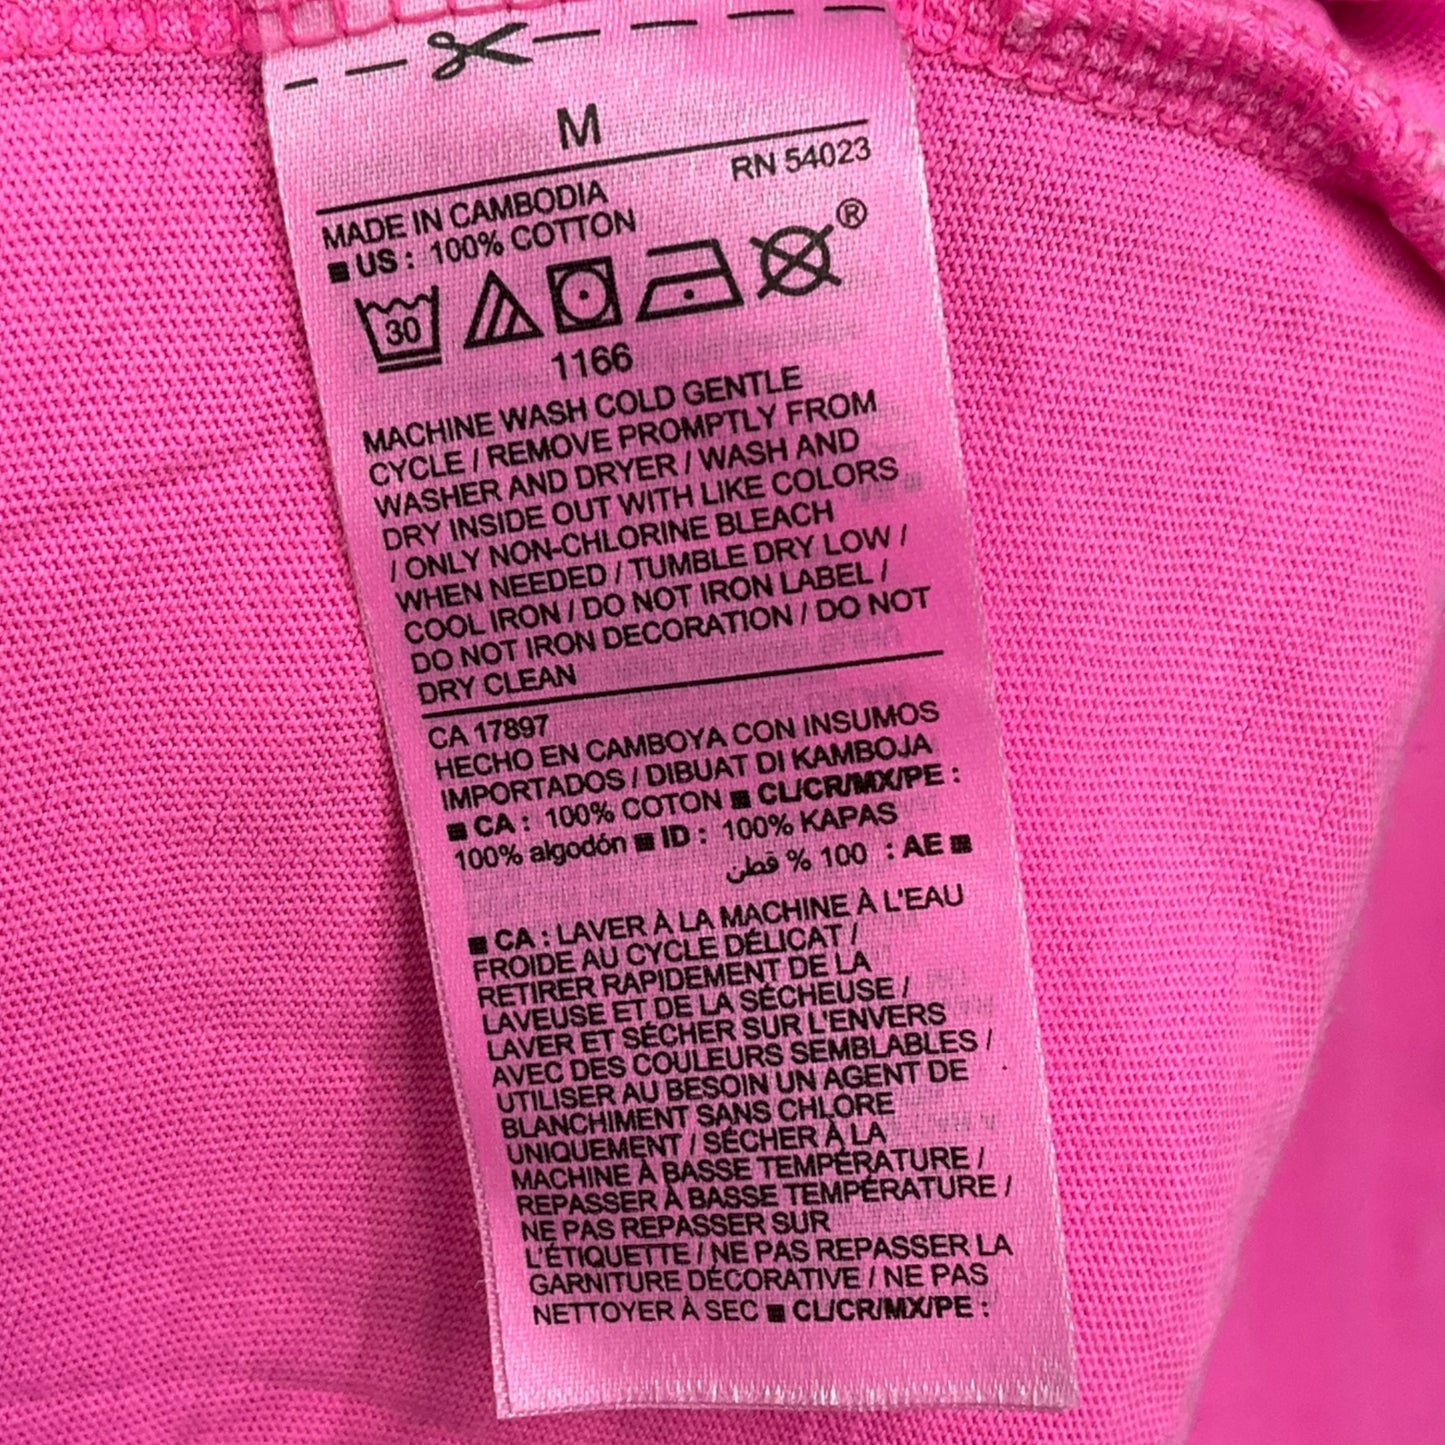 M
RN 54023
MADE IN CAMBODIA
■ US : 100% COTTON
30
®
1166
MACHINE WASH COLD GENTLE
CYCLE / REMOVE PROMPTLY FROM
WASHER AND DRYER / WASH AND
DRY INSIDE OUT WITH LIKE COLORS
/ ONLY NON-CHLORINE BLEACH
WHEN NEEDED / TUMBLE DRY LOW /
COOL IRON / DO NOT IRON LABEL /
DO NOT IRON DECORATION / DO NOT
DRY CLEAN
CA 17897
HECHO EN CAMBOYA CON INSUMOS
IMPORTADOS / DIBUAT DI KAMBOJA
■ CA : 100% COTON ■ CL/CR/MX/PE :
100% algodón ■ ID : 100% KAPAS
■ AE : 100 % قطن
■ CA : LAVER À LA MACHINE À L'EAU
FROIDE AU CYCLE DÉLICAT /
RETIRER RAPIDEMENT DE LA
LAVEUSE ET DE LA SÉCHEUSE /
LAVER ET SÉCHER SUR L'ENVERS
AVEC DES COULEURS SEMBLABLES /
UTILISER AU BESOIN UN AGENT DE
BLANCHIMENT SANS CHLORE
UNIQUEMENT / SÉCHER À LA
MACHINE À BASSE TEMPÉRATURE /
REPASSER À BASSE TEMPÉRATURE /
NE PAS REPASSER SUR
L'ÉTIQUETTE / NE PAS REPASSER LA
GARNITURE DÉCORATIVE / NE PAS
NETTOYER À SEC ■ CL/CR/MX/PE :